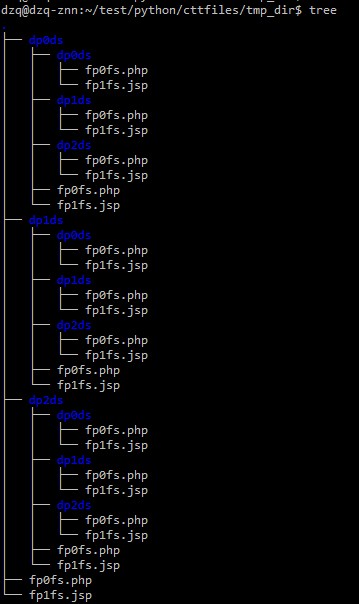 dzq@dzq-znn:~/test/python/cttfiles/tmp_dir$ tree
.
├── dp0ds
│   ├── dp0ds
│   │   ├── fp0fs.php
│   │   └── fp1fs.jsp
│   ├── dp1ds
│   │   ├── fp0fs.php
│   │   └── fp1fs.jsp
│   ├── dp2ds
│   │   ├── fp0fs.php
│   │   └── fp1fs.jsp
│   ├── fp0fs.php
│   └── fp1fs.jsp
├── dp1ds
│   ├── dp0ds
│   │   ├── fp0fs.php
│   │   └── fp1fs.jsp
│   ├── dp1ds
│   │   ├── fp0fs.php
│   │   └── fp1fs.jsp
│   ├── dp2ds
│   │   ├── fp0fs.php
│   │   └── fp1fs.jsp
│   ├── fp0fs.php
│   └── fp1fs.jsp
├── dp2ds
│   ├── dp0ds
│   │   ├── fp0fs.php
│   │   └── fp1fs.jsp
│   ├── dp1ds
│   │   ├── fp0fs.php
│   │   └── fp1fs.jsp
│   ├── dp2ds
│   │   ├── fp0fs.php
│   │   └── fp1fs.jsp
│   ├── fp0fs.php
│   └── fp1fs.jsp
├── fp0fs.php
└── fp1fs.jsp